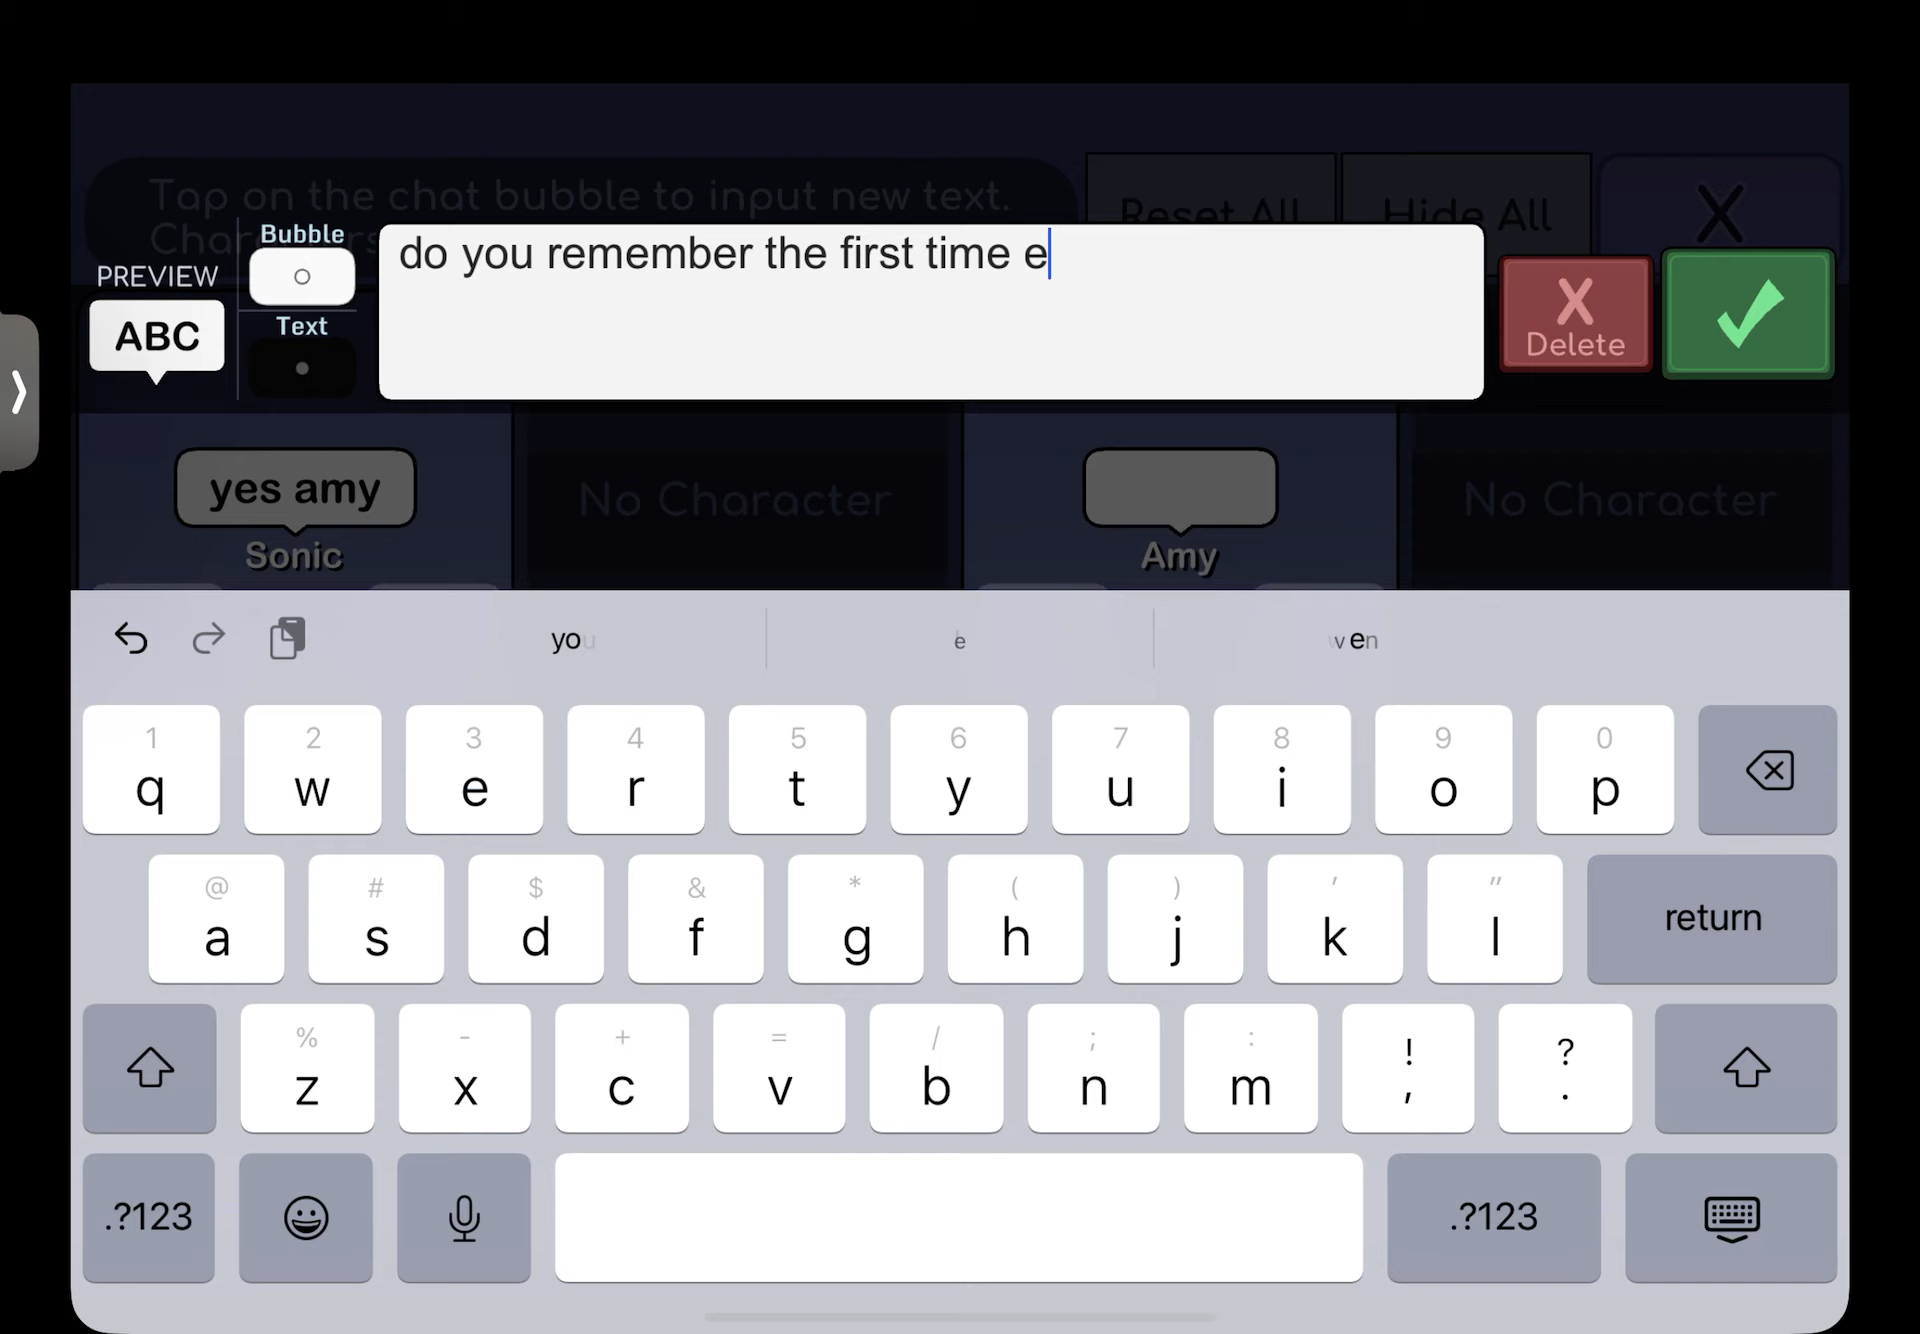 Tap on the chat bubble to input new text.
Reset All
Hide All
X
Bubble
PREVIEW
ABC
Text
do you remember the first time e
X
Delete
yes amy
Sonic
No Character
Amy
No Character
you
e
ven
1 2 3 4 5 6 7 8 9 0
q w e r t y u i o p
@ # $ & * ( ) ' "
a s d f g h j k l return
% - + = / ; : ! ?
z x c v b n m , .
.?123 .?123